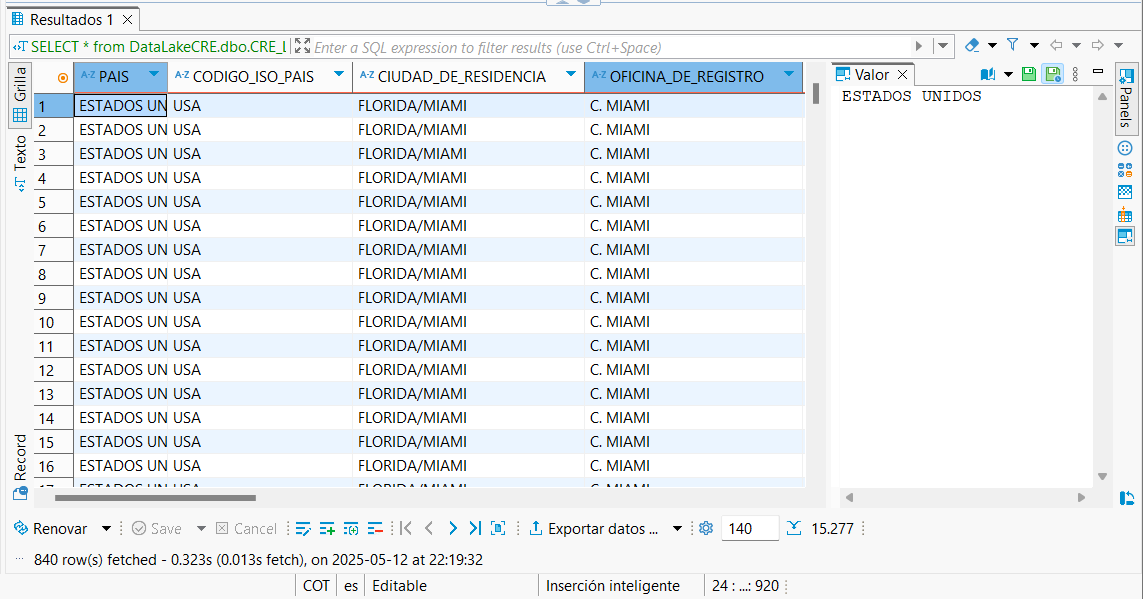 Resultados 1
SELECT * from DataLakeCRE.dbo.CRE_L Enter a SQL expression to filter results (use Ctrl+Space)
Grilla
Texto
Record
A-Z PAIS A-Z CODIGO_ISO_PAIS A-Z CIUDAD_DE_RESIDENCIA A-Z OFICINA_DE_REGISTRO
1 ESTADOS UN USA FLORIDA/MIAMI C. MIAMI
2 ESTADOS UN USA FLORIDA/MIAMI C. MIAMI
3 ESTADOS UN USA FLORIDA/MIAMI C. MIAMI
4 ESTADOS UN USA FLORIDA/MIAMI C. MIAMI
5 ESTADOS UN USA FLORIDA/MIAMI C. MIAMI
6 ESTADOS UN USA FLORIDA/MIAMI C. MIAMI
7 ESTADOS UN USA FLORIDA/MIAMI C. MIAMI
8 ESTADOS UN USA FLORIDA/MIAMI C. MIAMI
9 ESTADOS UN USA FLORIDA/MIAMI C. MIAMI
10 ESTADOS UN USA FLORIDA/MIAMI C. MIAMI
11 ESTADOS UN USA FLORIDA/MIAMI C. MIAMI
12 ESTADOS UN USA FLORIDA/MIAMI C. MIAMI
13 ESTADOS UN USA FLORIDA/MIAMI C. MIAMI
14 ESTADOS UN USA FLORIDA/MIAMI C. MIAMI
15 ESTADOS UN USA FLORIDA/MIAMI C. MIAMI
16 ESTADOS UN USA FLORIDA/MIAMI C. MIAMI
Valor
ESTADOS UNIDOS
Panels
Renovar Save Cancel Exportar datos ... 140 15.277
840 row(s) fetched - 0.323s (0.013s fetch), on 2025-05-12 at 22:19:32
COT es Editable Inserción inteligente 24 : ...: 920